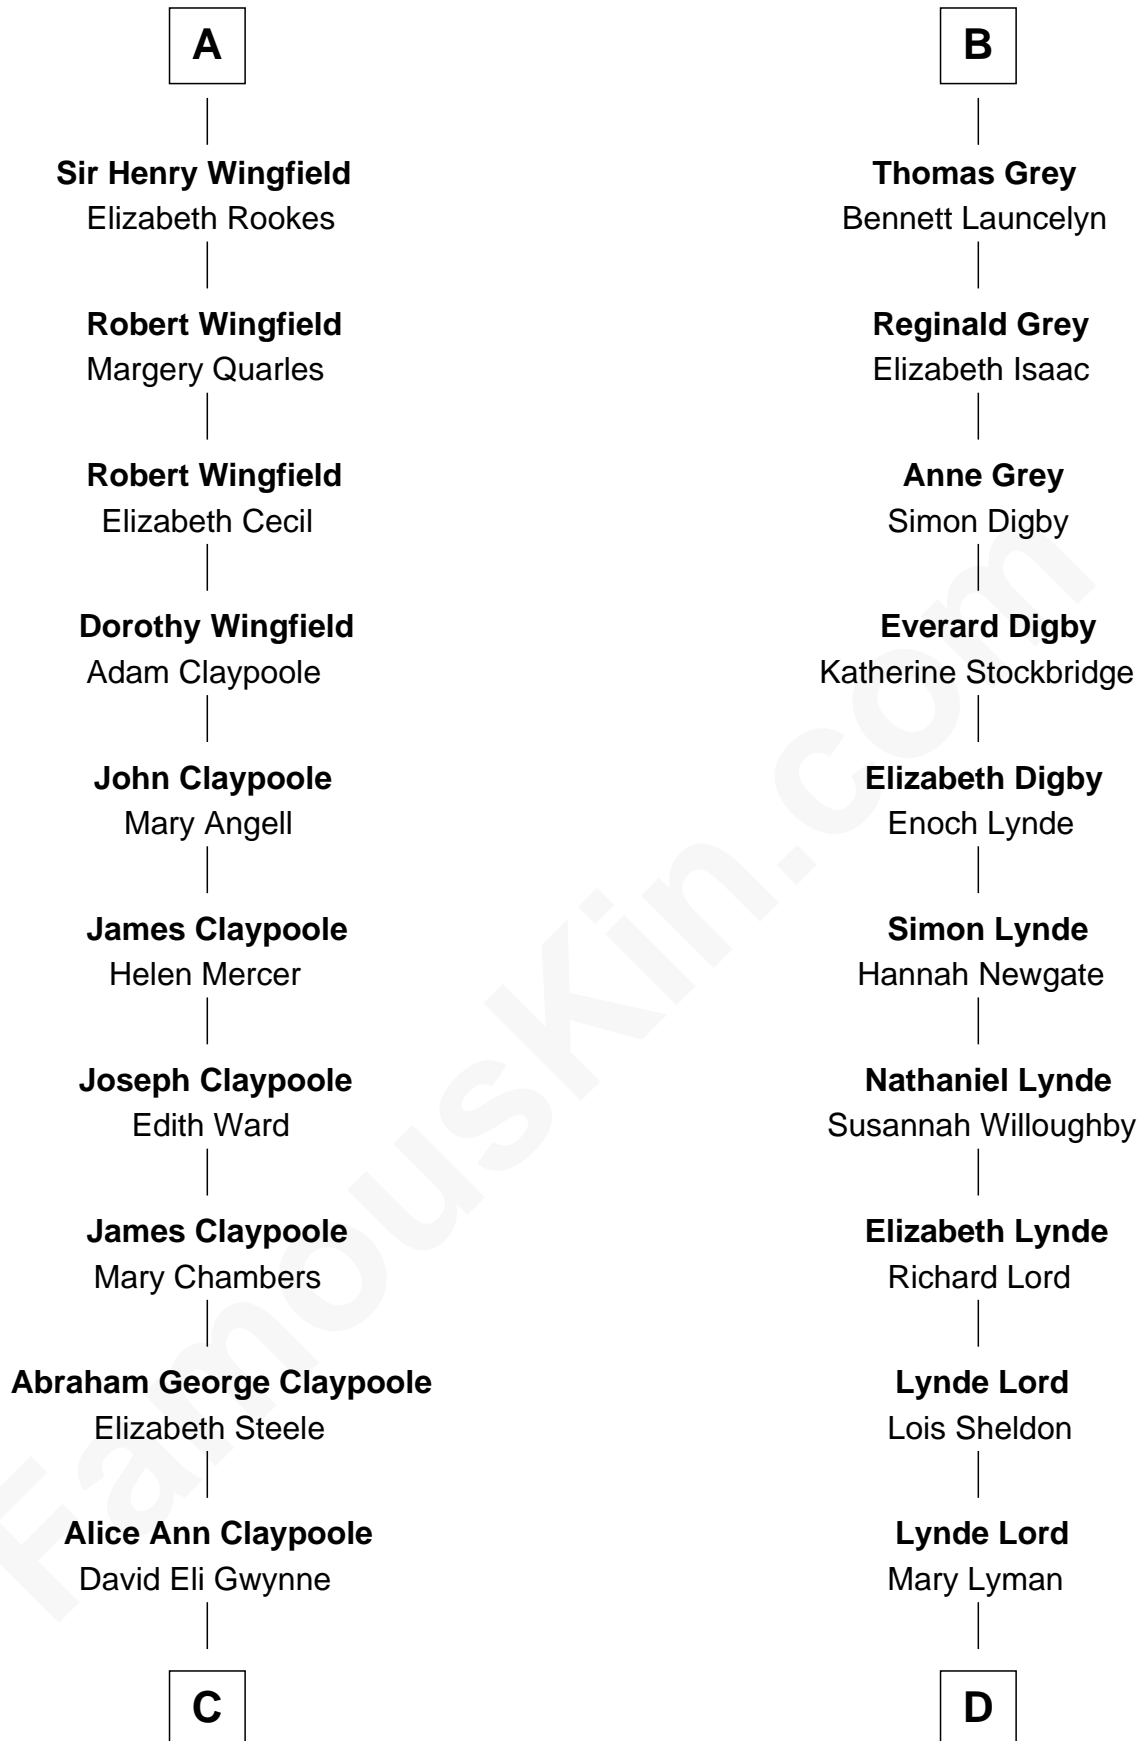 A
Sir Henry Wingfield
Elizabeth Rookes
Robert Wingfield
Margery Quarles
Robert Wingfield
Elizabeth Cecil
Dorothy Wingfield
Adam Claypoole
John Claypoole
Mary Angell
James Claypoole
Helen Mercer
Joseph Claypoole
Edith Ward
James Claypoole
Mary Chambers
Abraham George Claypoole
Elizabeth Steele
Alice Ann Claypoole
David Eli Gwynne
C
B
Thomas Grey
Bennett Launcelyn
Reginald Grey
Elizabeth Isaac
Anne Grey
Simon Digby
Everard Digby
Katherine Stockbridge
Elizabeth Digby
Enoch Lynde
Simon Lynde
Hannah Newgate
Nathaniel Lynde
Susannah Willoughby
Elizabeth Lynde
Richard Lord
Lynde Lord
Lois Sheldon
Lynde Lord
Mary Lyman
D
FamousKin.com